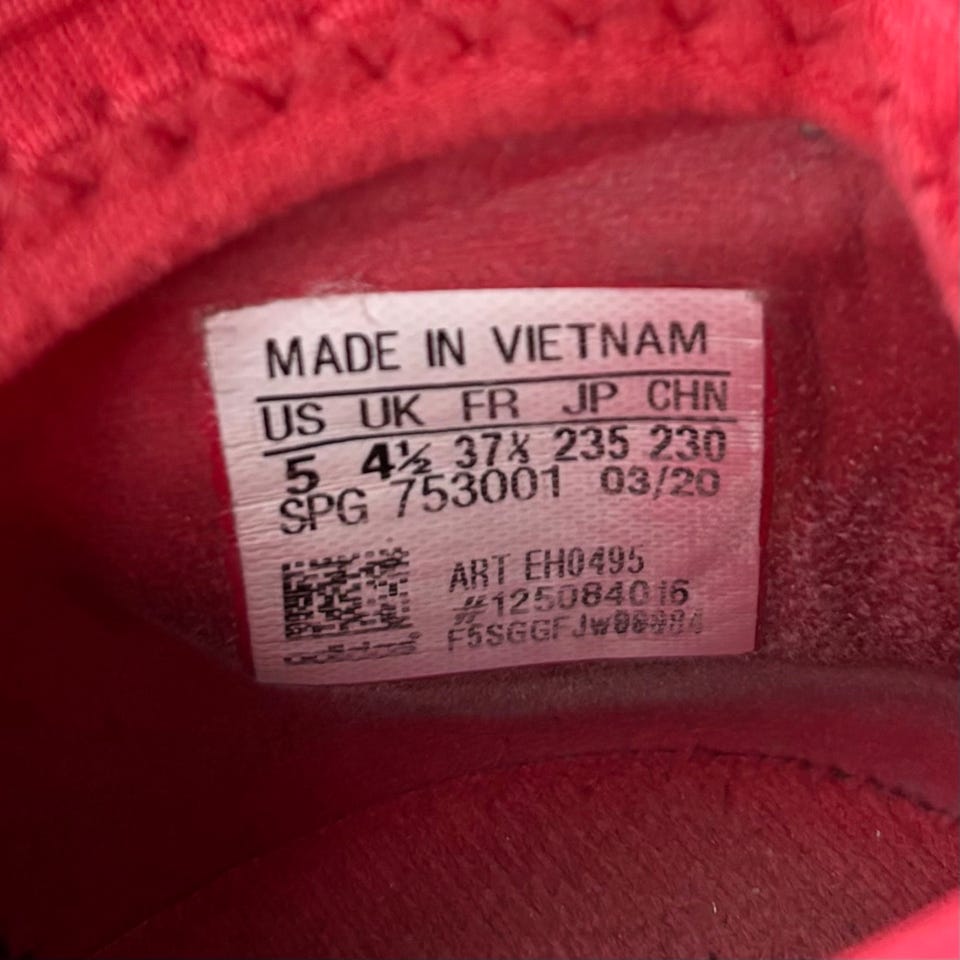 MADE IN VIETNAM
US UK FR JP CHN
5 4½ 37⅓ 235 230
SPG 753001 03/20
ART EH0495
#125084016